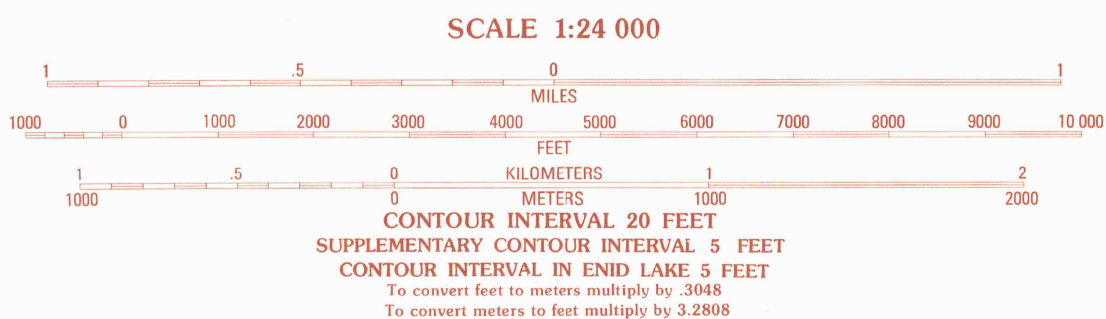 SCALE 1:24 000
1 .5 0 1
MILES
1000 0 1000 2000 3000 4000 5000 6000 7000 8000 9000 10 000
FEET
1 .5 0 KILOMETERS 1 2
1000 0 METERS 1000 2000
CONTOUR INTERVAL 20 FEET
SUPPLEMENTARY CONTOUR INTERVAL 5 FEET
CONTOUR INTERVAL IN ENID LAKE 5 FEET
To convert feet to meters multiply by .3048
To convert meters to feet multiply by 3.2808